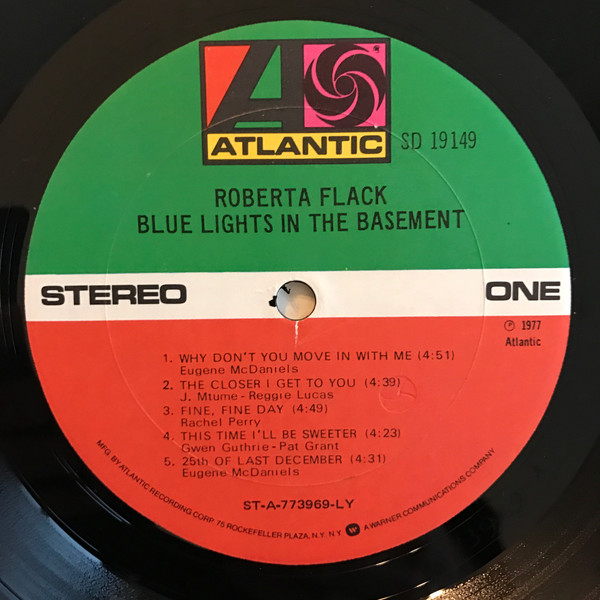 ATLANTIC
SD 19149
ROBERTA FLACK
BLUE LIGHTS IN THE BASEMENT
STEREO ONE
℗ 1977
Atlantic
1. WHY DON'T YOU MOVE IN WITH ME (4:51)
Eugene McDaniels
2. THE CLOSER I GET TO YOU (4:39)
J. Mtume - Reggie Lucas
3. FINE, FINE DAY (4:49)
Rachel Perry
4. THIS TIME I'LL BE SWEETER (4:23)
Gwen Guthrie - Pat Grant
5. 25th OF LAST DECEMBER (4:31)
Eugene McDaniels
ST-A-773969-LY
MFG. BY ATLANTIC RECORDING CORP. 75 ROCKEFELLER PLAZA, N.Y. N.Y. A WARNER COMMUNICATIONS COMPANY